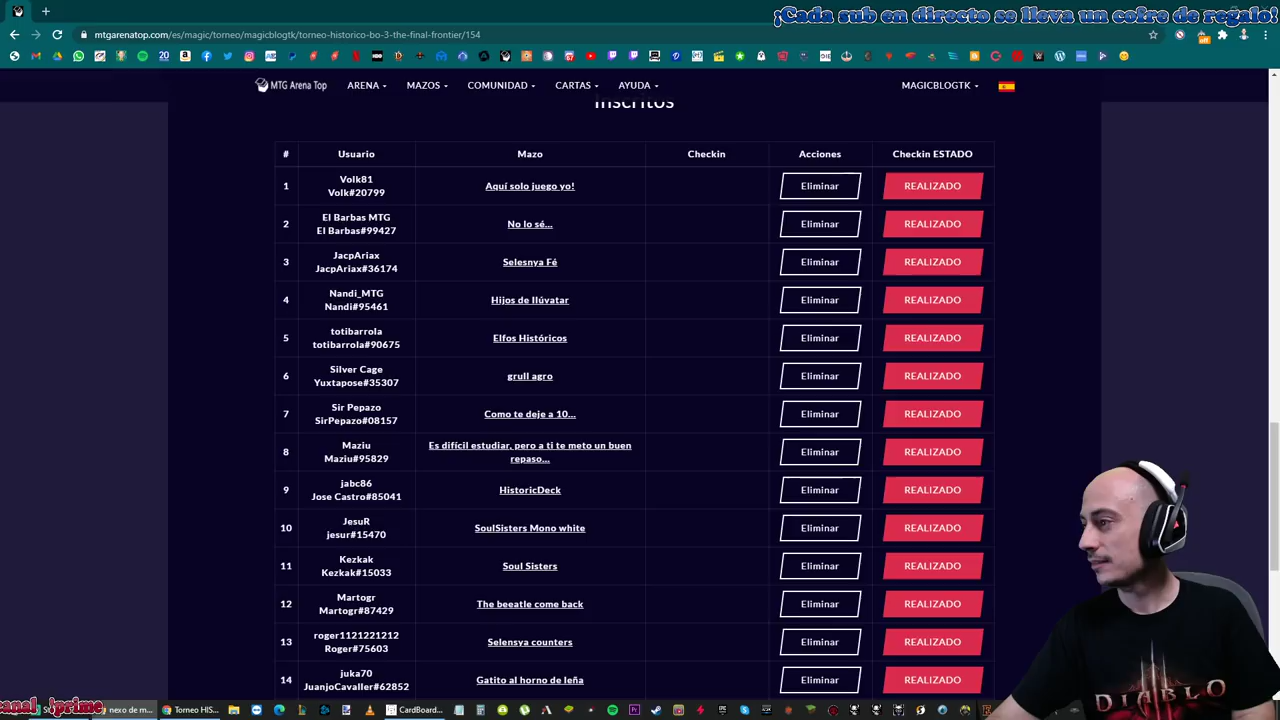 ¡Cada sub en directo se lleva un cofre de regalo!
mtgarenatop.com/es/magic/torneo/magicblogtk/torneo-historico-bo-3-the-final-frontier/154
MTG Arena Top ARENA MAZOS COMUNIDAD CARTAS AYUDA MAGICBLOGTK
Inscritos
# Usuario Mazo Checkin Acciones Checkin ESTADO
1 Volk81 Volk#20799 Aquí solo juego yo! Eliminar REALIZADO
2 El Barbas MTG El Barbas#99427 No lo sé... Eliminar REALIZADO
3 JacpAriax JacpAriax#36174 Selesnya Fé Eliminar REALIZADO
4 Nandi_MTG Nandi#95461 Hijos de Ilúvatar Eliminar REALIZADO
5 totibarrola totibarrola#90675 Elfos Históricos Eliminar REALIZADO
6 Silver Cage Yuxtapose#35307 grull agro Eliminar REALIZADO
7 Sir Pepazo SirPepazo#08157 Como te deje a 10... Eliminar REALIZADO
8 Maziu Maziu#95829 Es difícil estudiar, pero a ti te meto un buen repaso... Eliminar REALIZADO
9 jabc86 Jose Castro#85041 HistoricDeck Eliminar REALIZADO
10 JesuR jesur#15470 SoulSisters Mono white Eliminar REALIZADO
11 Kezkak Kezkak#15033 Soul Sisters Eliminar REALIZADO
12 Martogr Martogr#87429 The beeatle come back Eliminar REALIZADO
13 roger1121221212 Roger#75603 Selensya counters Eliminar REALIZADO
14 juka70 JuanjoCavaller#62852 Gatito al horno de leña Eliminar REALIZADO
DIABLO
canal !prime
nexo de m... Torneo HIS... CardBoard...